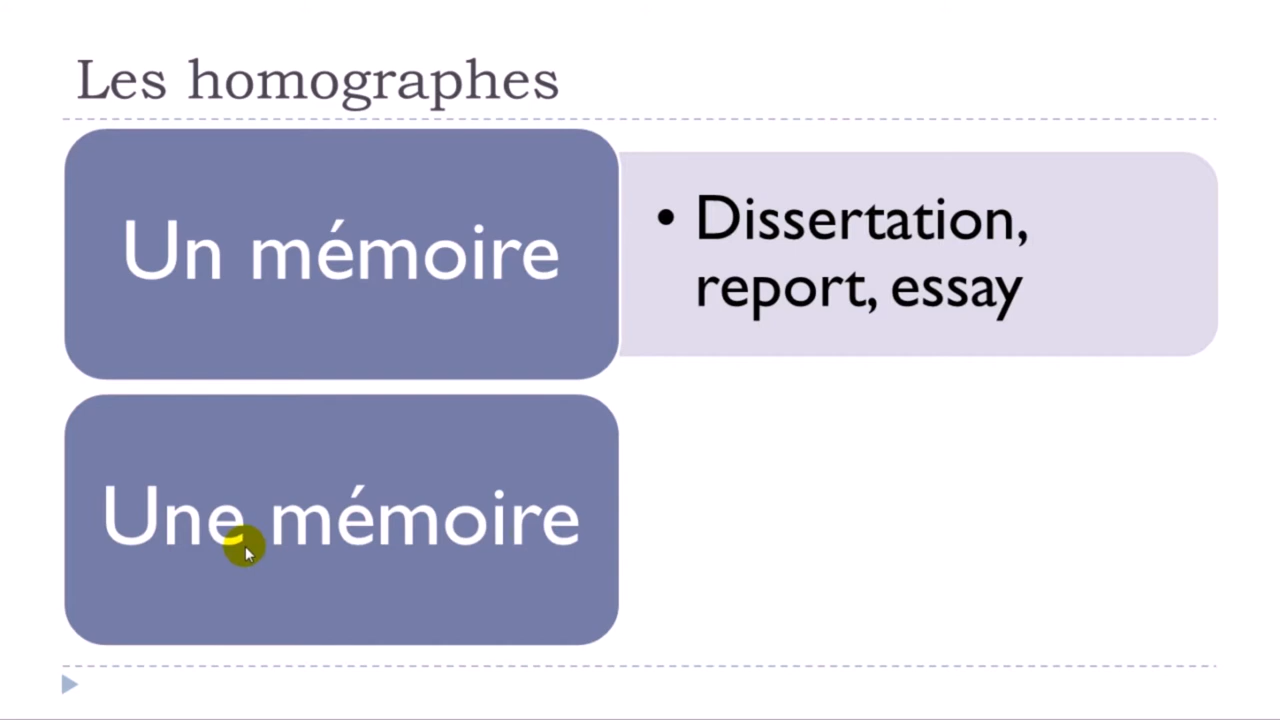 Les homographes
Un mémoire
• Dissertation,
report, essay
Une mémoire